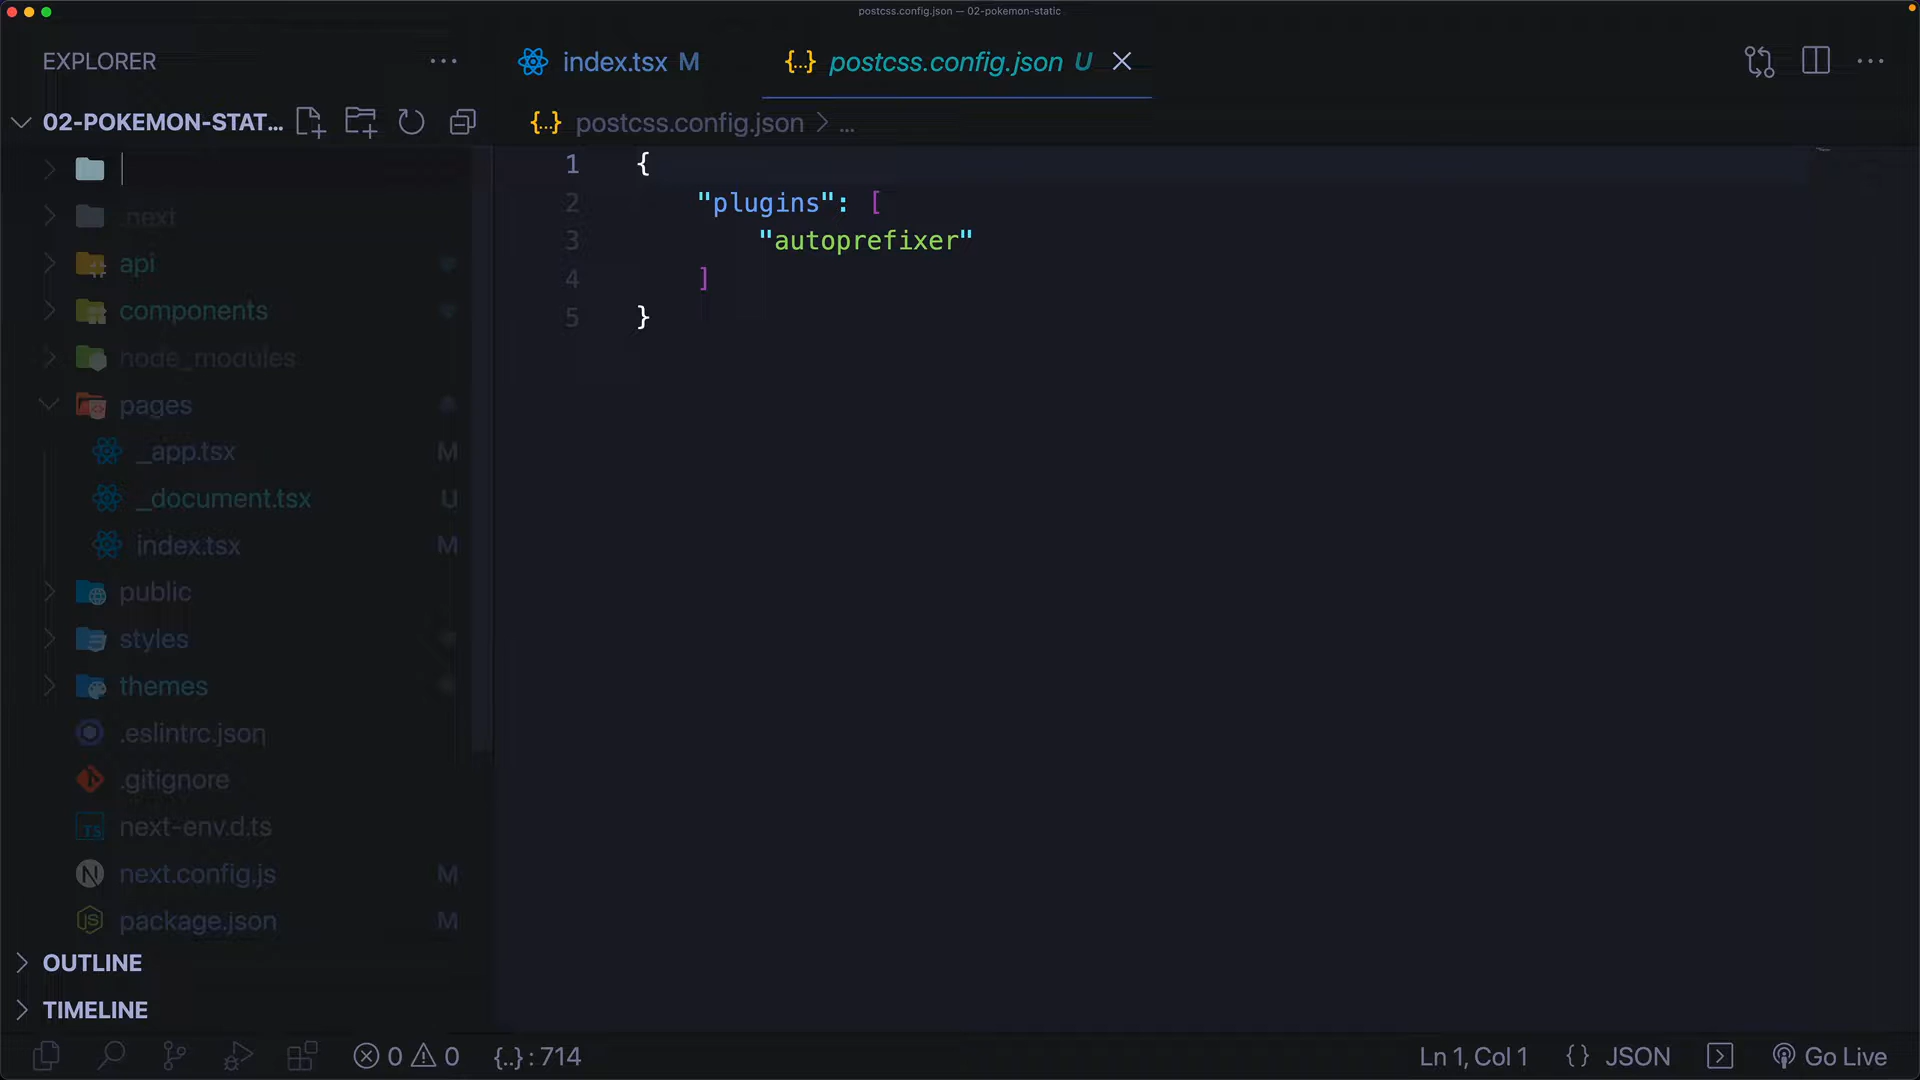 postcss.config.json — 02-pokemon-static
EXPLORER
index.tsx M
{..} postcss.config.json U
02-POKEMON-STAT...
{..} postcss.config.json > ...
.next
api
components
node_modules
pages
_app.tsx M
_document.tsx U
index.tsx M
public
styles
themes
.eslintrc.json
.gitignore
TS next-env.d.ts
N next.config.js M
JS package.json M
OUTLINE
TIMELINE
1 {
2 "plugins": [
3 "autoprefixer"
4 ]
5 }
0 0 {..} : 714
Ln 1, Col 1 {} JSON Go Live